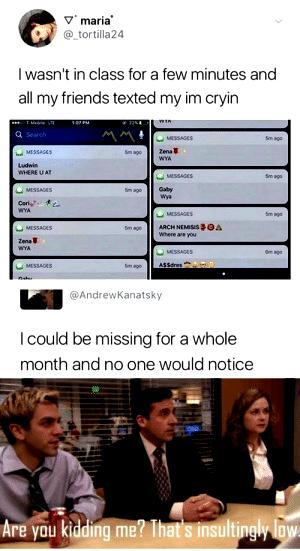 maria
@_tortilla24
I wasn't in class for a few minutes and
all my friends texted my im cryin
T-Mobile LTE 1:07 PM 22%
Search
MESSAGES 5m ago
Ludwin
WHERE U AT
MESSAGES 5m ago
Cori
WYA
MESSAGES 5m ago
Zena
WYA
MESSAGES 5m ago
Gaby
WYA
MESSAGES 5m ago
Zena
WYA
MESSAGES 5m ago
Gaby
Wya
MESSAGES 5m ago
ARCH NEMISIS
Where are you
MESSAGES 6m ago
A$$dres
@AndrewKanatsky
I could be missing for a whole
month and no one would notice
Are you kidding me? That's insultingly low.